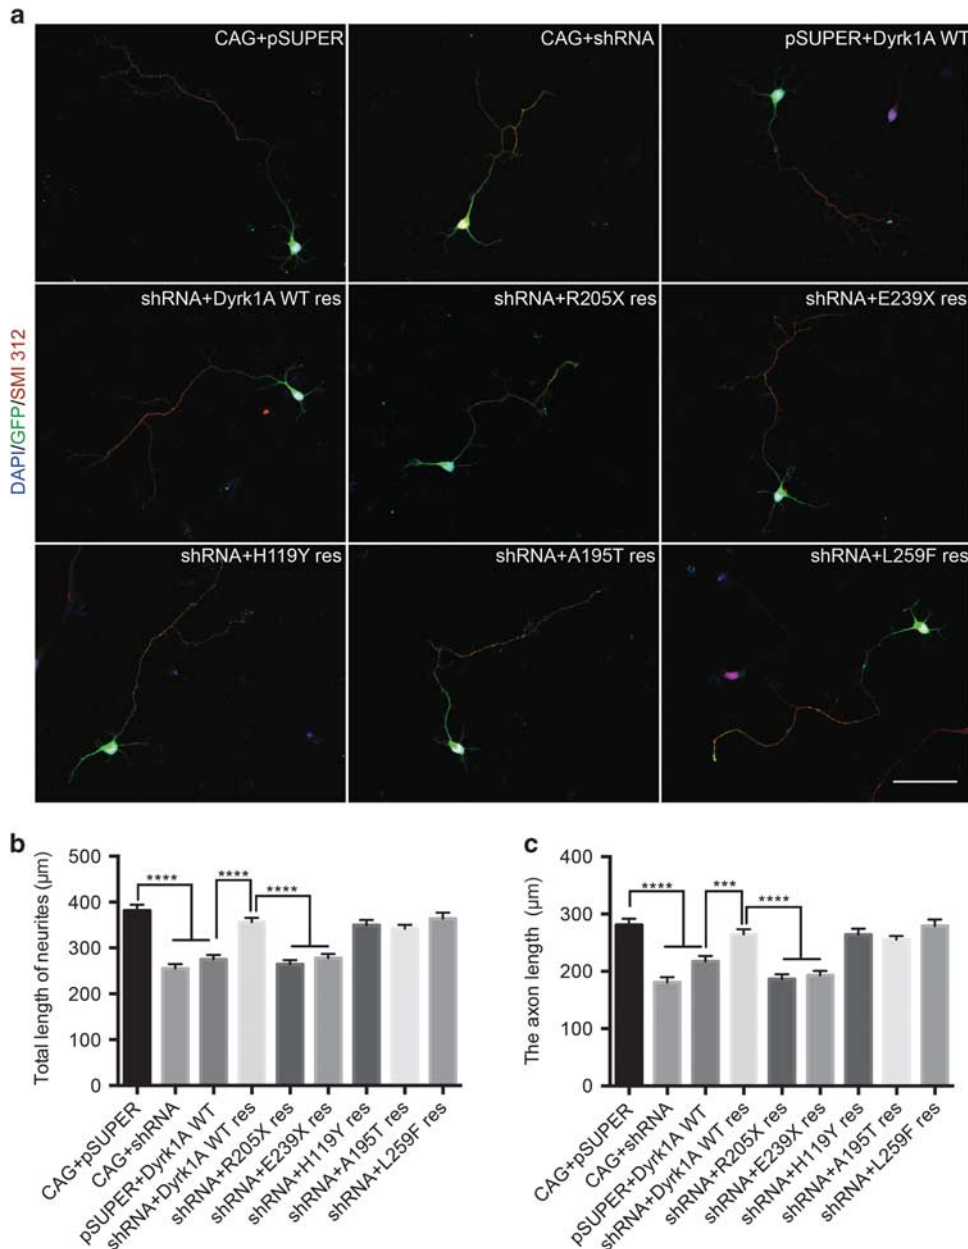 a
CAG+pSUPER
CAG+shRNA
pSUPER+Dyrk1A WT
shRNA+Dyrk1A WT res
shRNA+R205X res
shRNA+E239X res
shRNA+H119Y res
shRNA+A195T res
shRNA+L259F res
DAPI/GFP/SMI 312
b
Total length of neurites (μm)
500
400
300
200
100
0
****
****
****
CAG+pSUPER
CAG+shRNA
pSUPER+Dyrk1A WT
shRNA+Dyrk1A WT res
shRNA+R205X res
shRNA+E239X res
shRNA+H119Y res
shRNA+A195T res
shRNA+L259F res
c
The axon length (μm)
400
300
200
100
0
****
***
****
CAG+pSUPER
CAG+shRNA
pSUPER+Dyrk1A WT
shRNA+Dyrk1A WT res
shRNA+R205X res
shRNA+E239X res
shRNA+H119Y res
shRNA+A195T res
shRNA+L259F res